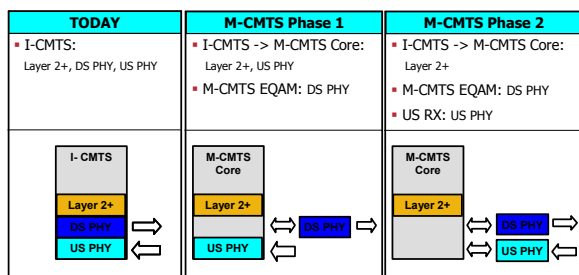 TODAY
▪ I-CMTS:
Layer 2+, DS PHY, US PHY
I- CMTS
Layer 2+
DS PHY
US PHY
M-CMTS Phase 1
▪ I-CMTS -> M-CMTS Core:
Layer 2+, US PHY
▪ M-CMTS EQAM: DS PHY
M-CMTS
Core
Layer 2+
DS PHY
US PHY
M-CMTS Phase 2
▪ I-CMTS -> M-CMTS Core:
Layer 2+
▪ M-CMTS EQAM: DS PHY
▪ US RX: US PHY
M-CMTS
Core
Layer 2+
DS PHY
US PHY